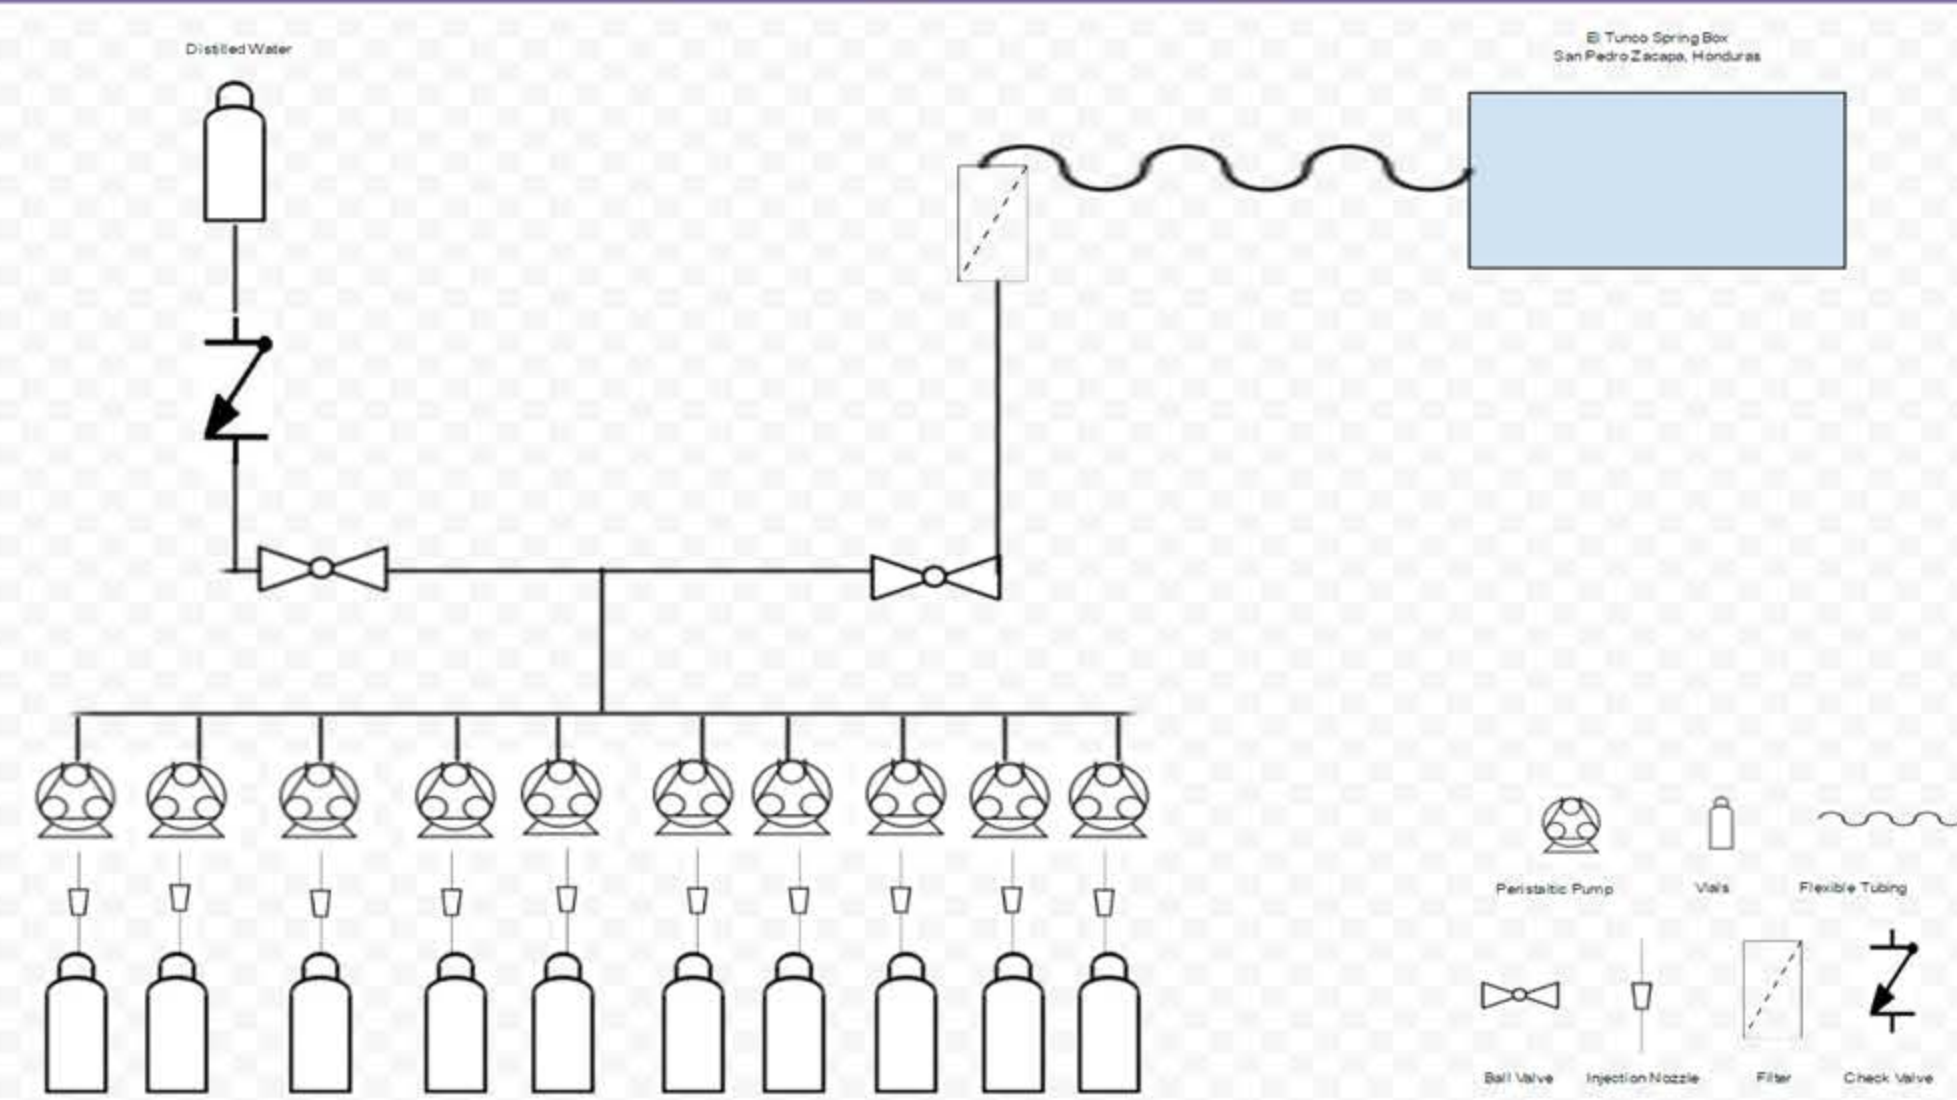 Distilled Water
El Tunco Spring Box
San Pedro Zacapa, Honduras
Peristaltic Pump
Vials
Flexible Tubing
Ball Valve
Injection Nozzle
Filter
Check Valve